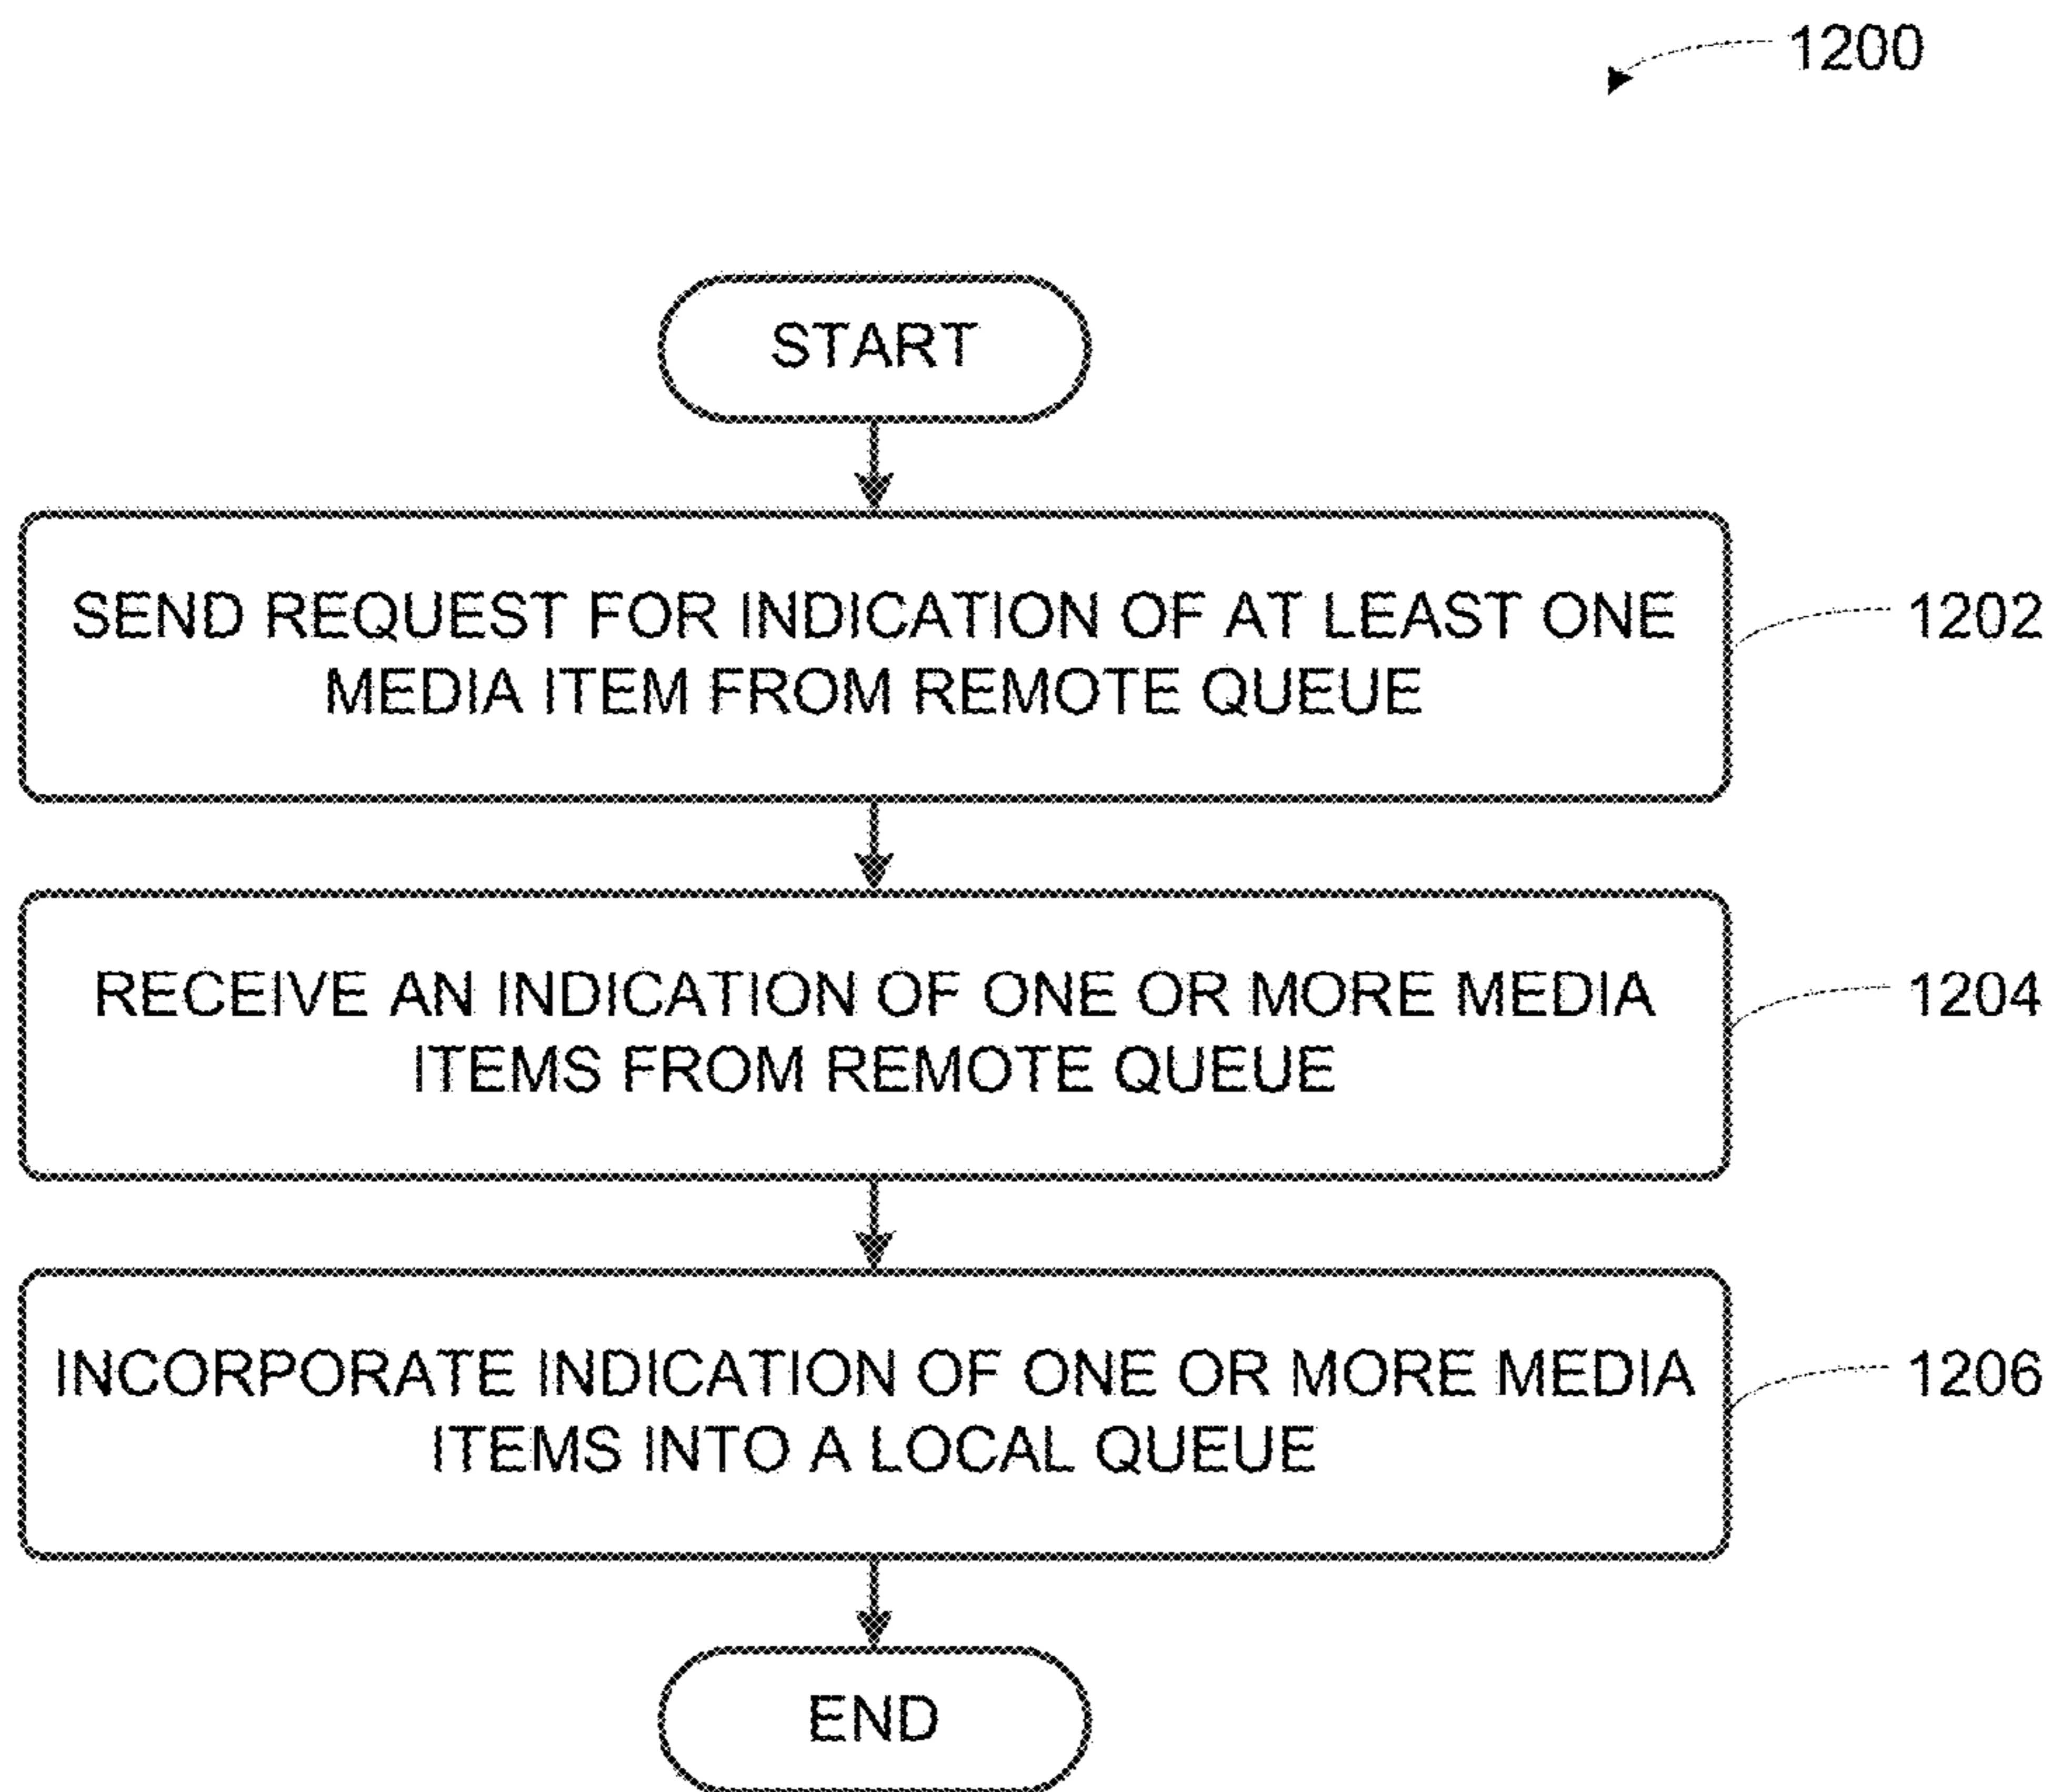 1200
START
SEND REQUEST FOR INDICATION OF AT LEAST ONE
MEDIA ITEM FROM REMOTE QUEUE
1202
RECEIVE AN INDICATION OF ONE OR MORE MEDIA
ITEMS FROM REMOTE QUEUE
1204
INCORPORATE INDICATION OF ONE OR MORE MEDIA
ITEMS INTO A LOCAL QUEUE
1206
END